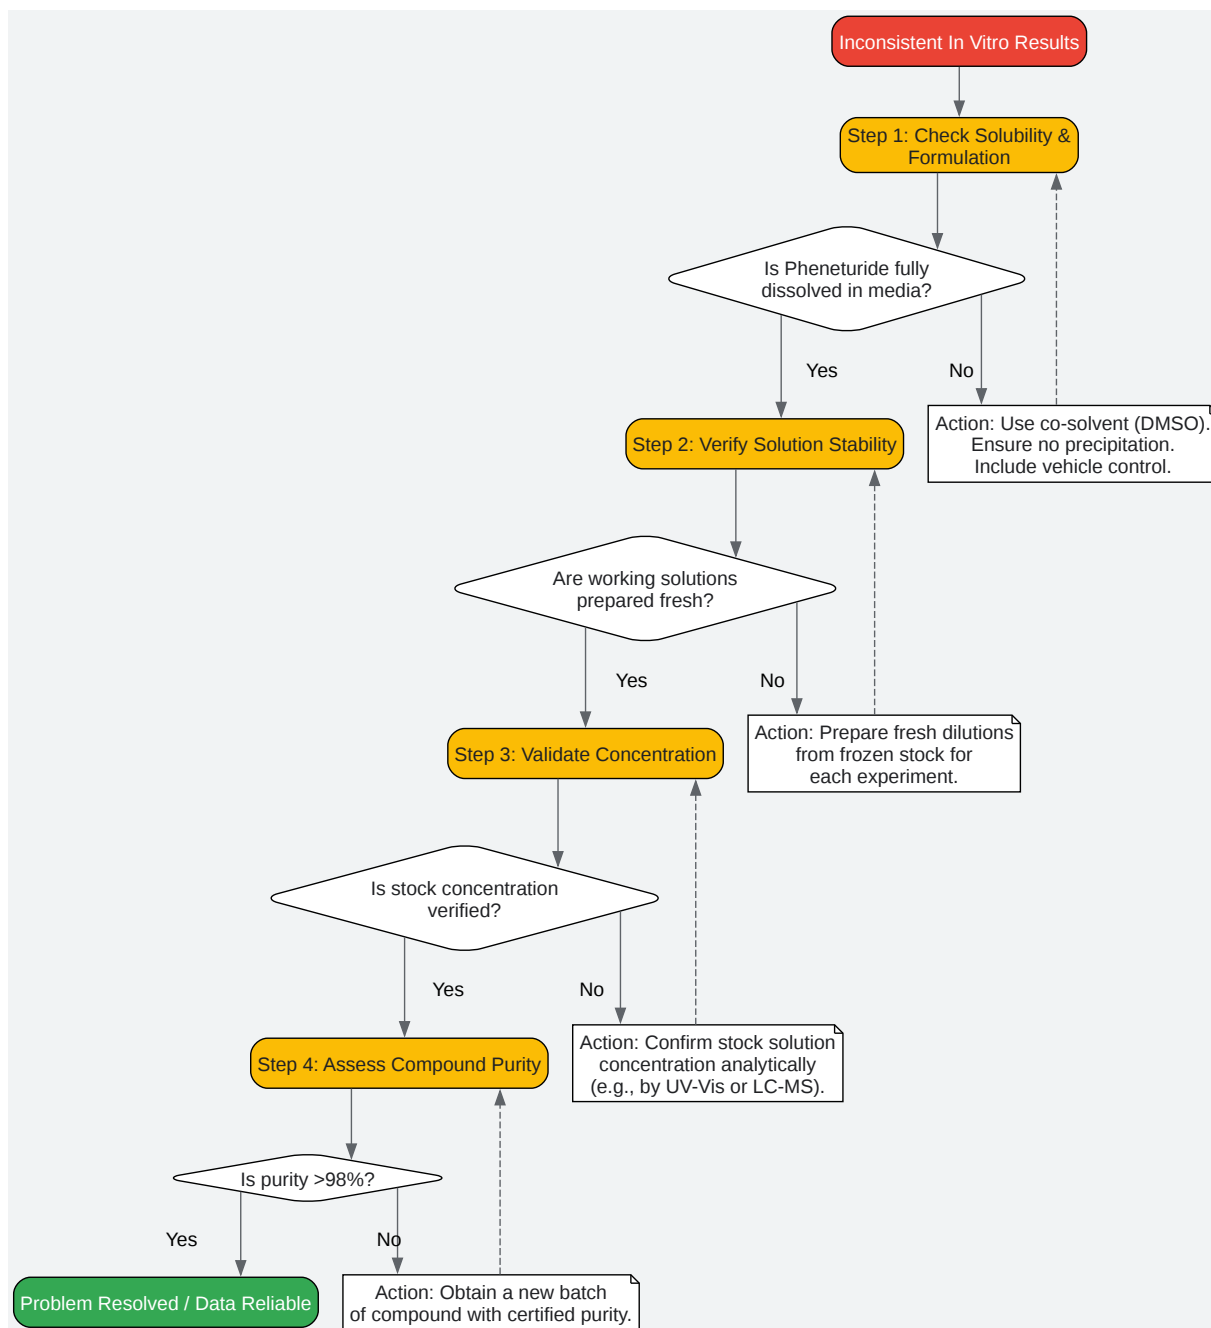 Inconsistent In Vitro Results
Step 1: Check Solubility &
Formulation
Is Pheneturide fully
dissolved in media?
Yes
No
Action: Use co-solvent (DMSO).
Ensure no precipitation.
Include vehicle control.
Step 2: Verify Solution Stability
Are working solutions
prepared fresh?
Yes
No
Action: Prepare fresh dilutions
from frozen stock for
each experiment.
Step 3: Validate Concentration
Is stock concentration
verified?
Yes
No
Action: Confirm stock solution
concentration analytically
(e.g., by UV-Vis or LC-MS).
Step 4: Assess Compound Purity
Is purity >98%?
Yes
No
Problem Resolved / Data Reliable
Action: Obtain a new batch
of compound with certified purity.